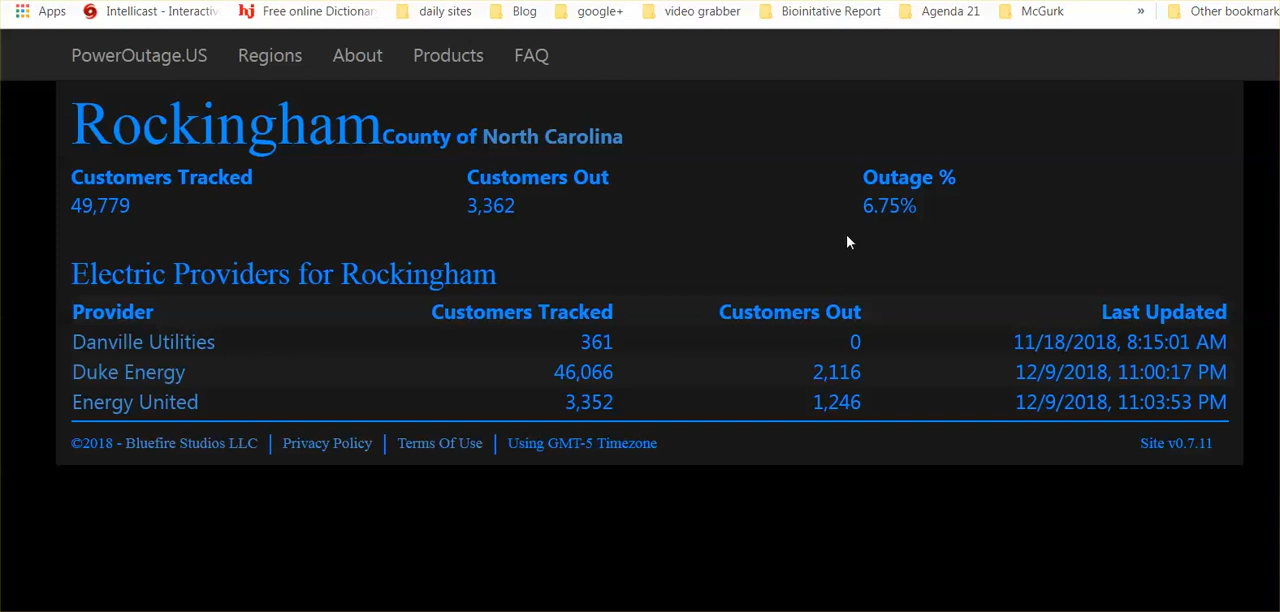 Apps Intellicast - Interactiv Free online Dictionar daily sites Blog google+ video grabber Bioinitative Report Agenda 21 McGurk » Other bookmark
PowerOutage.US Regions About Products FAQ
Rockingham County of North Carolina
Customers Tracked Customers Out Outage %
49,779 3,362 6.75%
Electric Providers for Rockingham
Provider Customers Tracked Customers Out Last Updated
Danville Utilities 361 0 11/18/2018, 8:15:01 AM
Duke Energy 46,066 2,116 12/9/2018, 11:00:17 PM
Energy United 3,352 1,246 12/9/2018, 11:03:53 PM
©2018 - Bluefire Studios LLC | Privacy Policy | Terms Of Use | Using GMT-5 Timezone Site v0.7.11